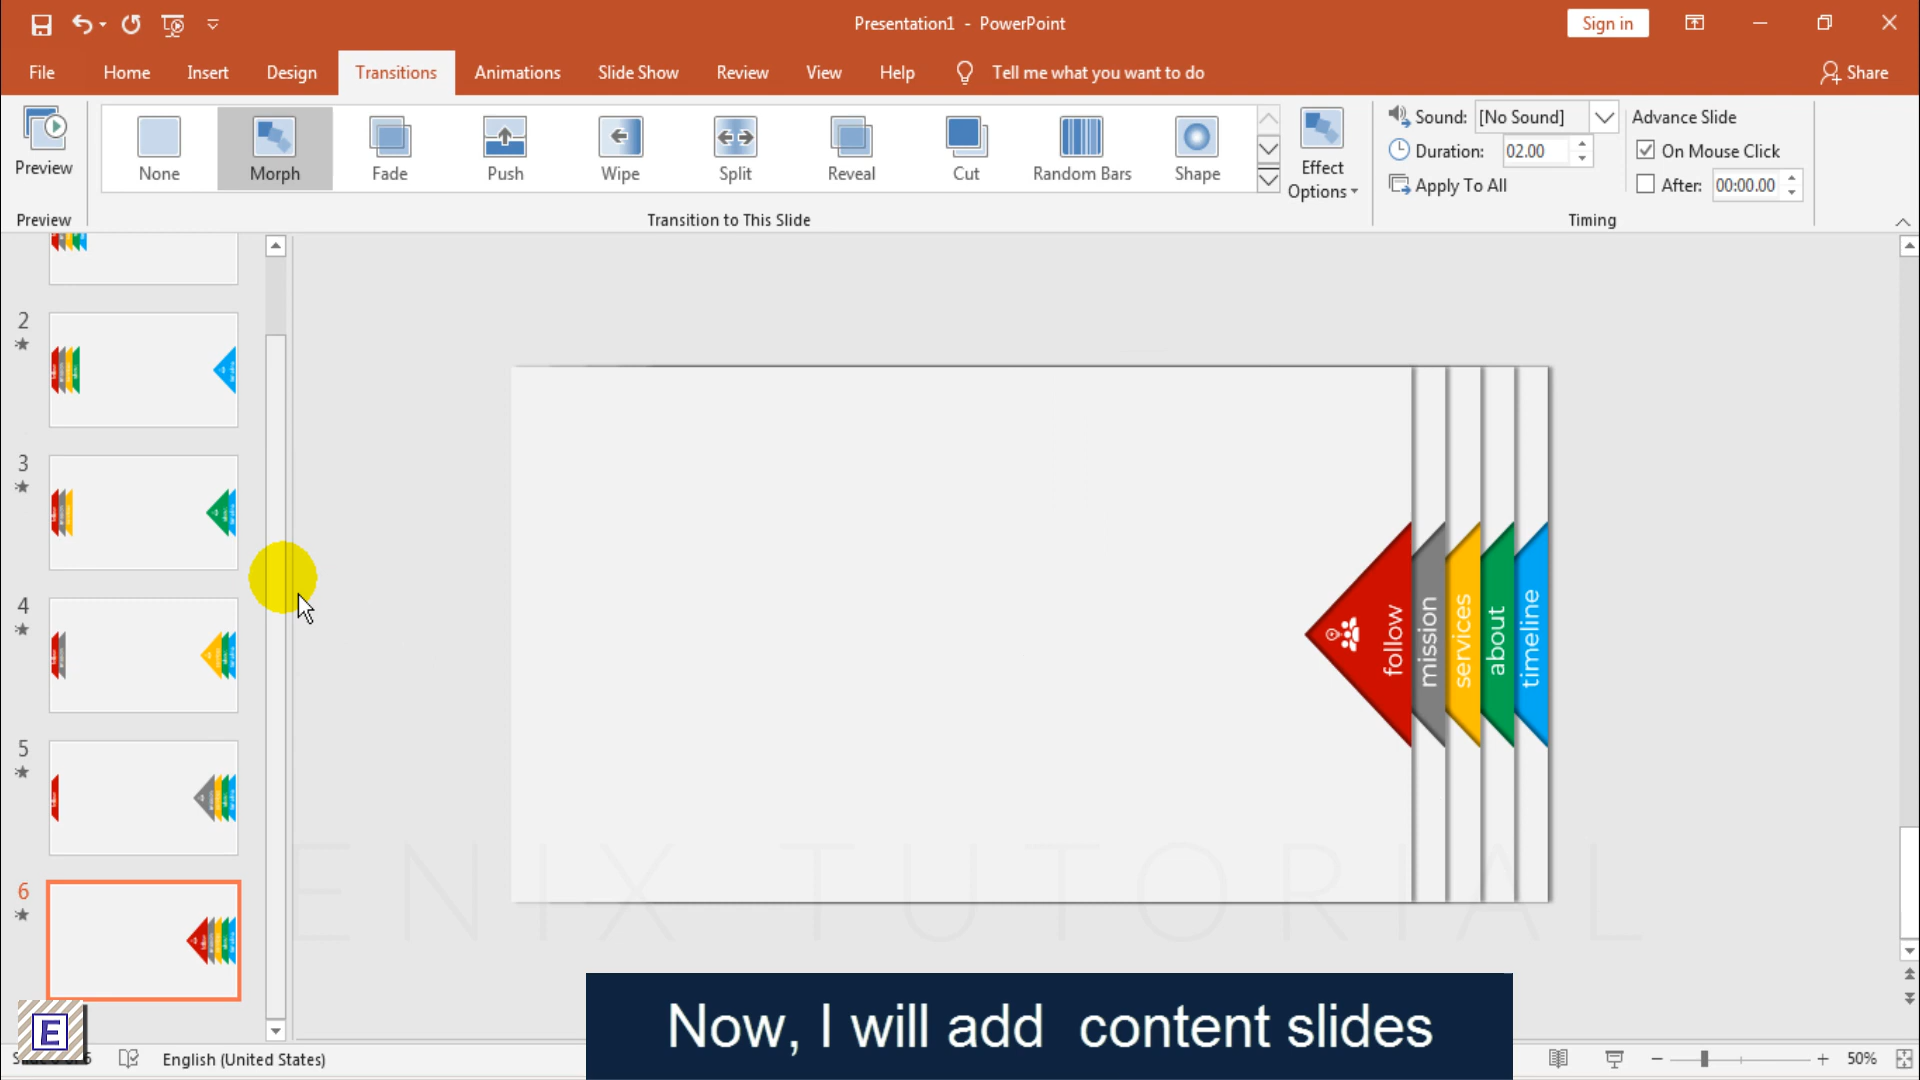 Presentation1 - PowerPoint
Sign in
File Home Insert Design Transitions Animations Slide Show Review View Help Tell me what you want to do Share
Preview
None Morph Fade Push Wipe Split Reveal Cut Random Bars Shape
Effect Options
Sound: [No Sound]
Duration: 02.00
Apply To All
Advance Slide
On Mouse Click
After: 00:00.00
Preview Transition to This Slide Timing
2
3
4
5
6
follow
mission
services
about
timeline
ENIX TUTORIAL
E
Now, I will add content slides
English (United States)
50%